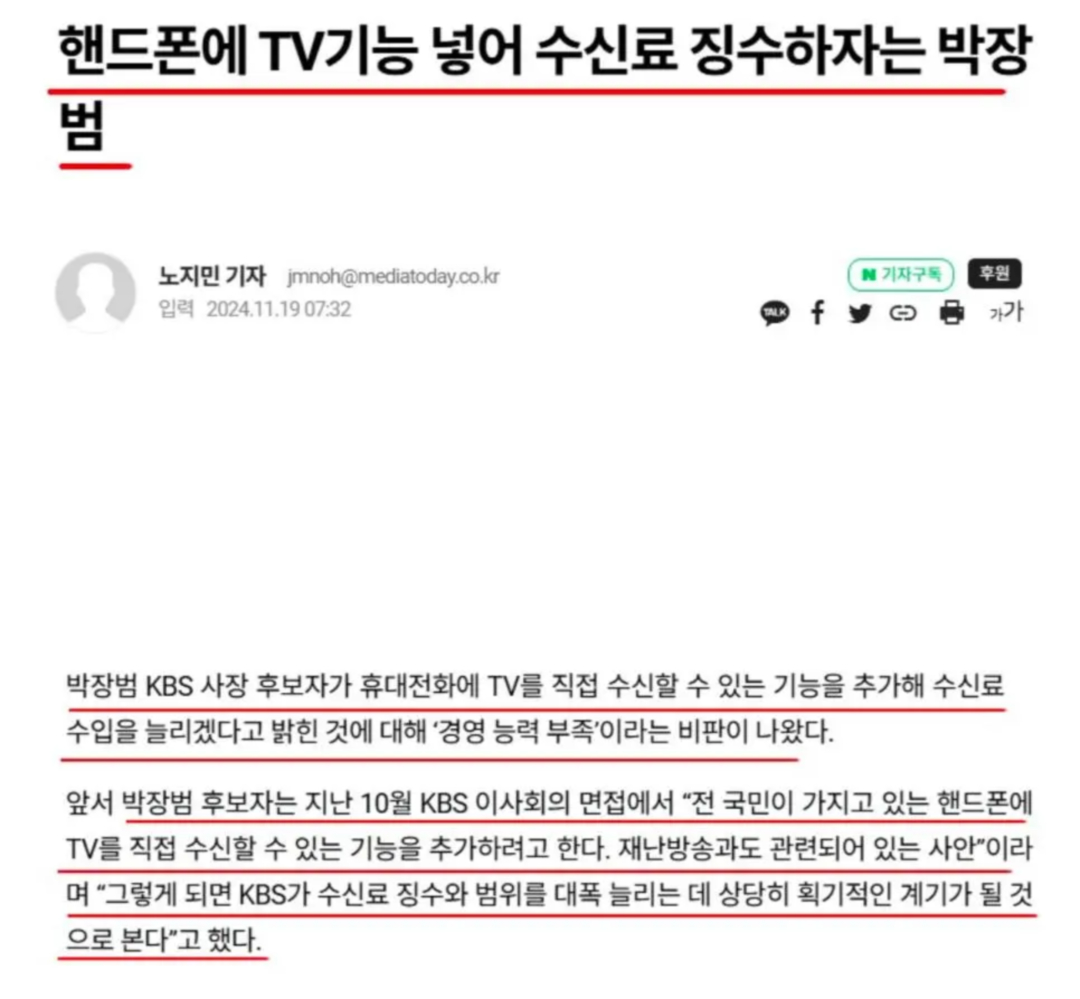 핸드폰에 TV기능 넣어 수신료 징수하자는 박장
범
노지민 기자 jmnoh@mediatoday.co.kr
입력 2024.11.19 07:32
N 기자구독 후원
TALK
가가
박장범 KBS 사장 후보자가 휴대전화에 TV를 직접 수신할 수 있는 기능을 추가해 수신료
수입을 늘리겠다고 밝힌 것에 대해 ‘경영 능력 부족’이라는 비판이 나왔다.
앞서 박장범 후보자는 지난 10월 KBS 이사회의 면접에서 “전 국민이 가지고 있는 핸드폰에
TV를 직접 수신할 수 있는 기능을 추가하려고 한다. 재난방송과도 관련되어 있는 사안”이라
며 “그렇게 되면 KBS가 수신료 징수와 범위를 대폭 늘리는 데 상당히 획기적인 계기가 될 것
으로 본다”고 했다.